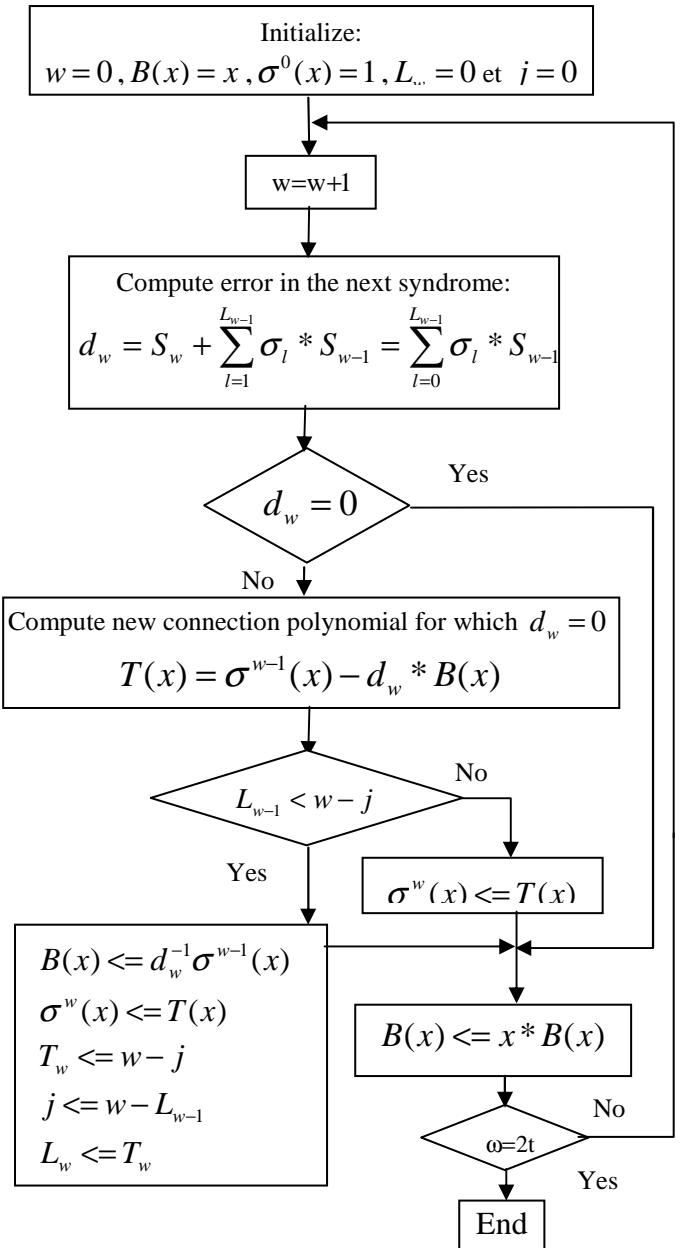 Initialize:
w = 0 , B(x) = x , σ⁰(x) = 1 , L_w = 0 et j = 0
w=w+1
Compute error in the next syndrome:
d_w = S_w + ∑_{l=1}^{L_{w-1}} σ_l * S_{w-1} = ∑_{l=0}^{L_{w-1}} σ_l * S_{w-1}
d_w = 0
Yes
No
Compute new connection polynomial for which d_w = 0
T(x) = σ^{w-1}(x) − d_w * B(x)
L_{w-1} < w − j
No
Yes
σ^w(x) <= T(x)
B(x) <= d_w^{-1} σ^{w-1}(x)
σ^w(x) <= T(x)
T_w <= w − j
j <= w − L_{w-1}
L_w <= T_w
B(x) <= x * B(x)
No
ω=2t
Yes
End